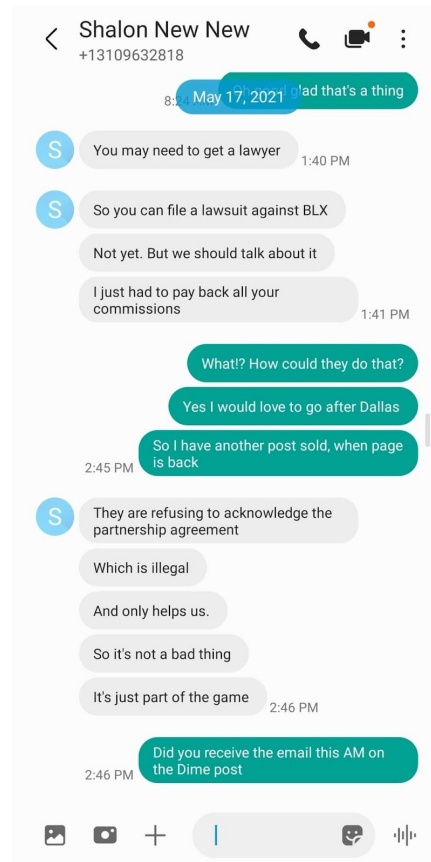 Shalon New New
+13109632818
glad that's a thing
8:24
May 17, 2021
S
You may need to get a lawyer
1:40 PM
S
So you can file a lawsuit against BLX
Not yet. But we should talk about it
I just had to pay back all your
commissions
1:41 PM
What!? How could they do that?
Yes I would love to go after Dallas
So I have another post sold, when page
is back
2:45 PM
S
They are refusing to acknowledge the
partnership agreement
Which is illegal
And only helps us.
So it's not a bad thing
It's just part of the game
2:46 PM
Did you receive the email this AM on
the Dime post
2:46 PM